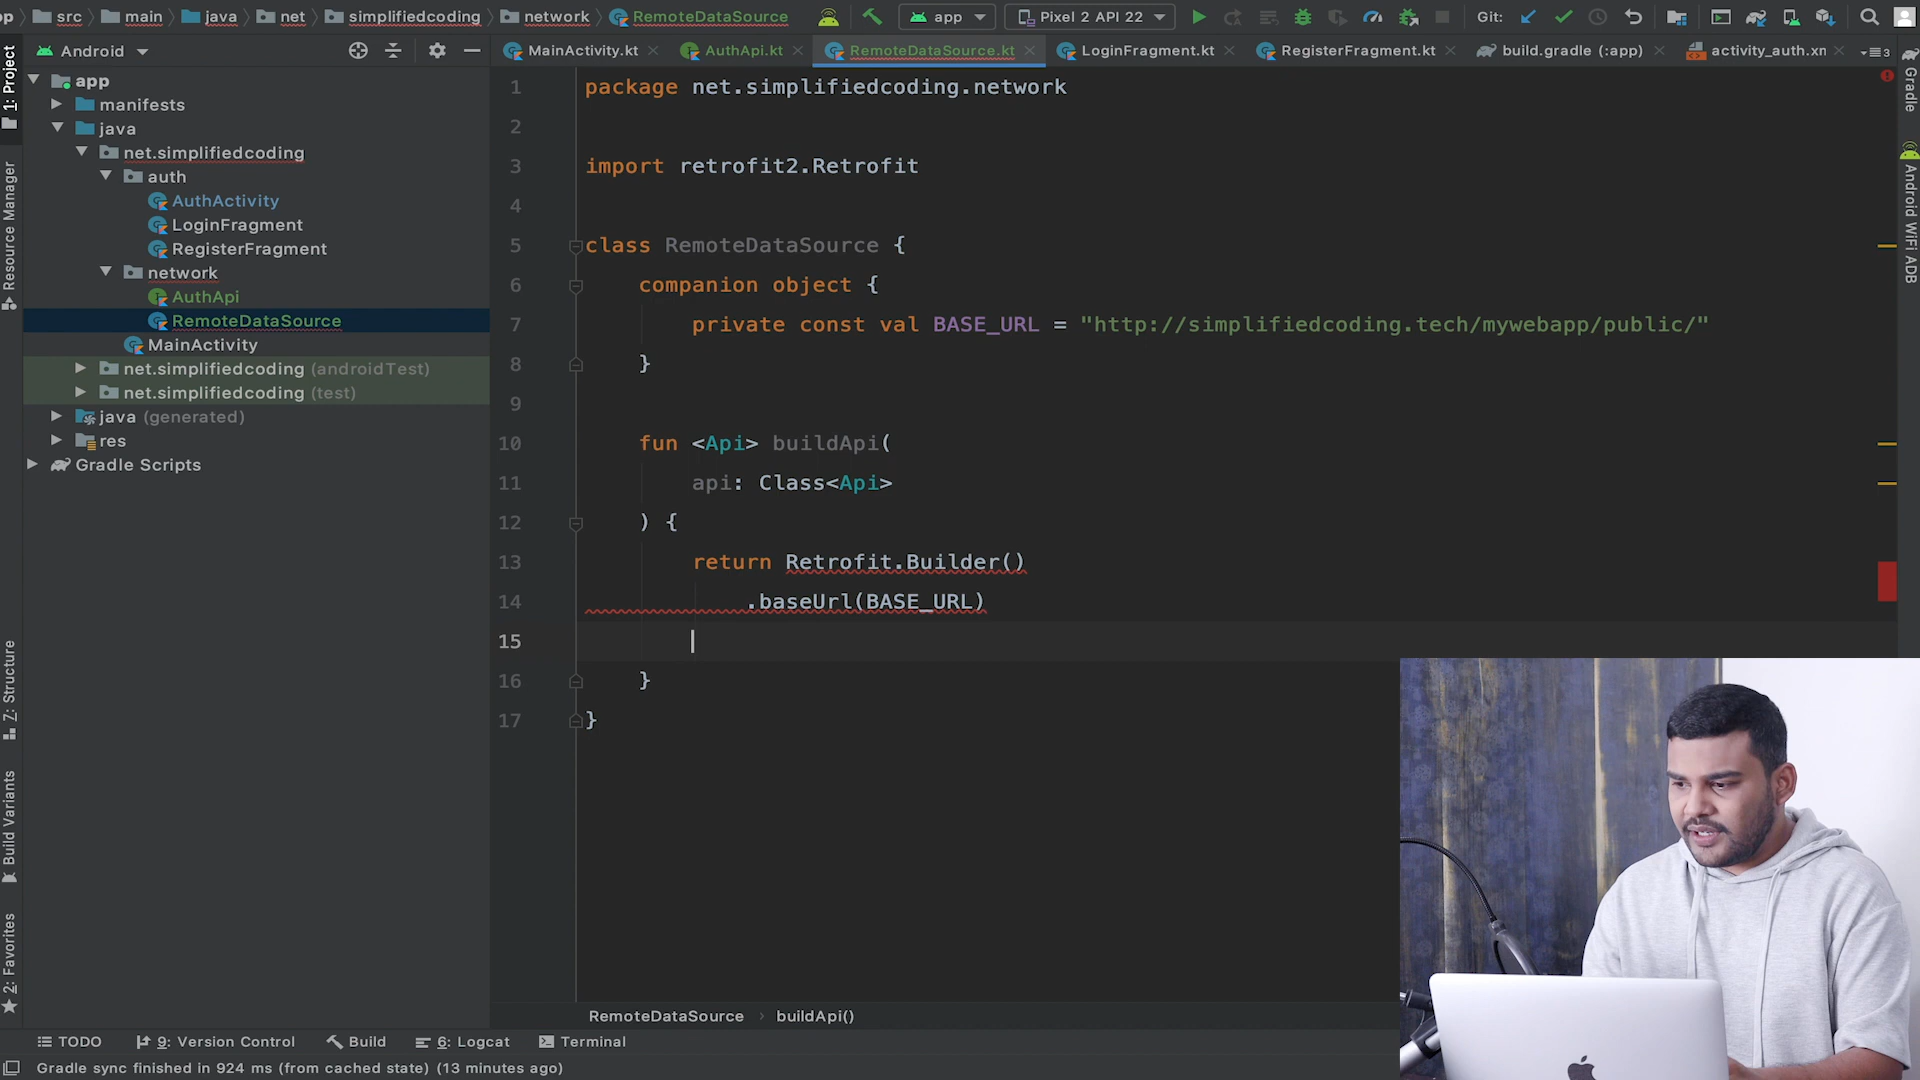 src main java net simplifiedcoding network RemoteDataSource app Pixel 2 API 22 Git:
Android
MainActivity.kt AuthApi.kt RemoteDataSource.kt LoginFragment.kt RegisterFragment.kt build.gradle (:app) activity_auth.xm
1: Project
Resource Manager
Z: Structure
Build Variants
2: Favorites
app
manifests
java
net.simplifiedcoding
auth
AuthActivity
LoginFragment
RegisterFragment
network
AuthApi
RemoteDataSource
MainActivity
net.simplifiedcoding (androidTest)
net.simplifiedcoding (test)
java (generated)
res
Gradle Scripts
1 package net.simplifiedcoding.network
2
3 import retrofit2.Retrofit
4
5 class RemoteDataSource {
6 companion object {
7 private const val BASE_URL = "http://simplifiedcoding.tech/mywebapp/public/"
8 }
9
10 fun <Api> buildApi(
11 api: Class<Api>
12 ) {
13 return Retrofit.Builder()
14 .baseUrl(BASE_URL)
15
16 }
17 }
Gradle
Android WiFi ADB
RemoteDataSource › buildApi()
TODO 9: Version Control Build 6: Logcat Terminal
Gradle sync finished in 924 ms (from cached state) (13 minutes ago)